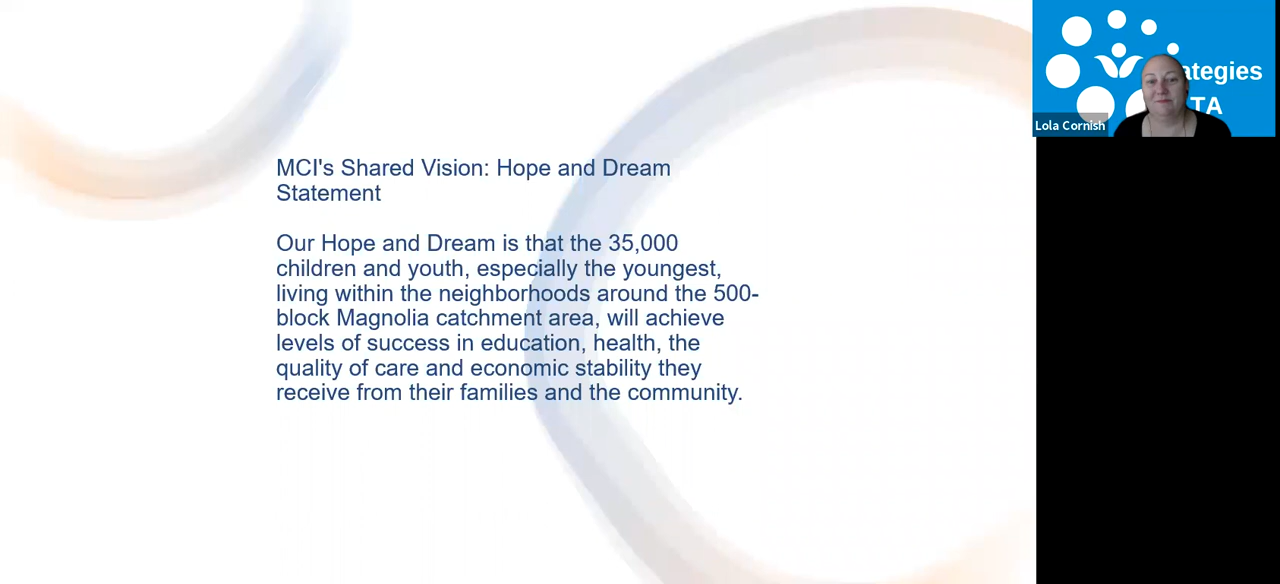 MCI's Shared Vision: Hope and Dream
Statement
Our Hope and Dream is that the 35,000
children and youth, especially the youngest,
living within the neighborhoods around the 500-
block Magnolia catchment area, will achieve
levels of success in education, health, the
quality of care and economic stability they
receive from their families and the community.
ategies
TA
Lola Cornish